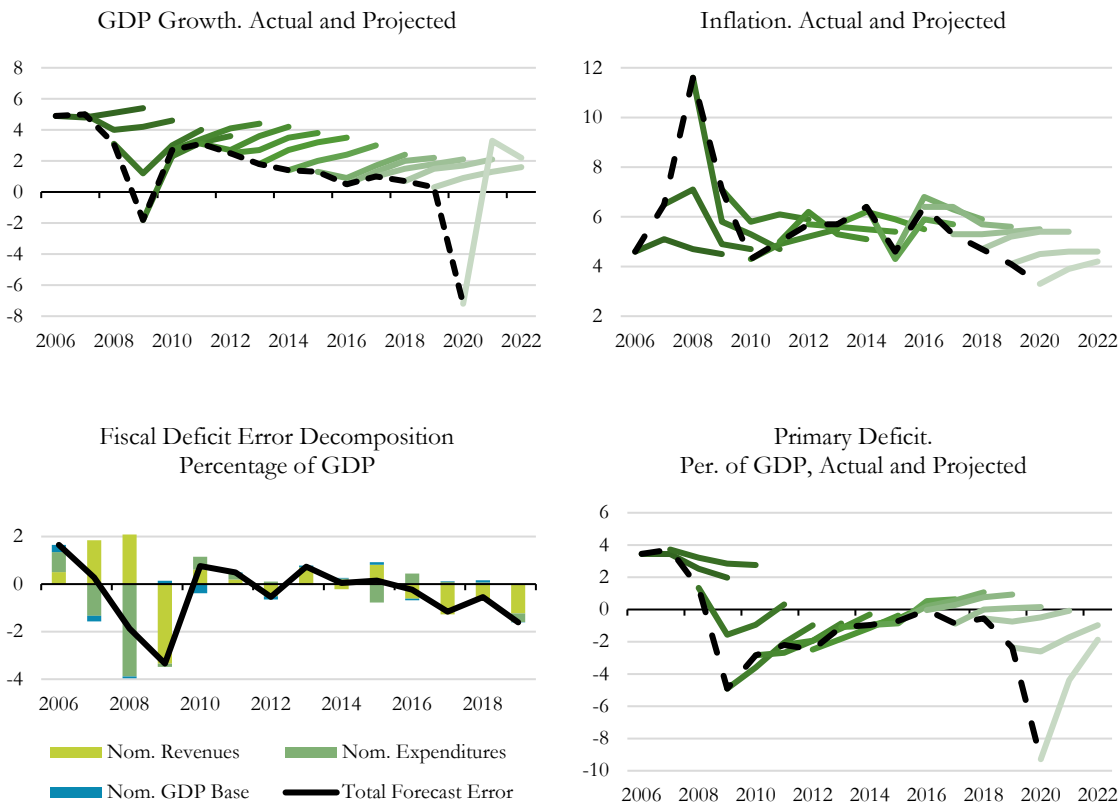 GDP Growth. Actual and Projected
8
6
4
2
0
-2
-4
-6
-8
2006 2008 2010 2012 2014 2016 2018 2020 2022
Inflation. Actual and Projected
12
10
8
6
4
2
2006 2008 2010 2012 2014 2016 2018 2020 2022
Fiscal Deficit Error Decomposition
Percentage of GDP
2
0
-2
-4
2006 2008 2010 2012 2014 2016 2018
Nom. Revenues Nom. Expenditures
Nom. GDP Base Total Forecast Error
Primary Deficit.
Per. of GDP, Actual and Projected
6
4
2
0
-2
-4
-6
-8
-10
2006 2008 2010 2012 2014 2016 2018 2020 2022